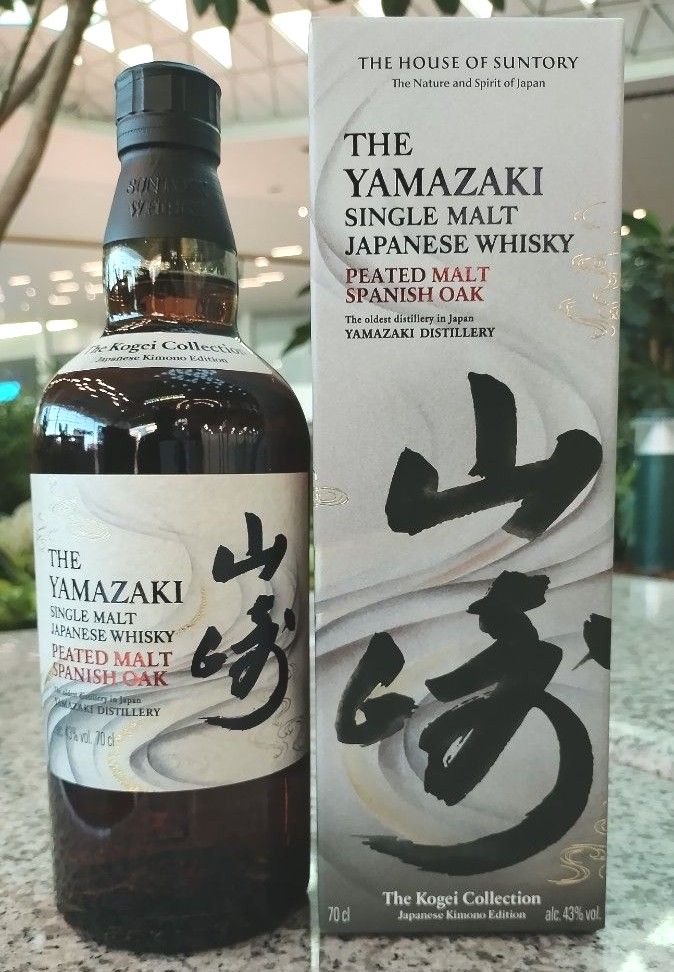 SUNTORY
WHISKY
The Kogei Collection
Japanese Kimono Edition
THE
YAMAZAKI
SINGLE MALT
JAPANESE WHISKY
PEATED MALT
SPANISH OAK
The oldest distillery in Japan
YAMAZAKI DISTILLERY
alc. 43% vol. 70 cl
山
崎
THE HOUSE OF SUNTORY
The Nature and Spirit of Japan
THE
YAMAZAKI
SINGLE MALT
JAPANESE WHISKY
PEATED MALT
SPANISH OAK
The oldest distillery in Japan
YAMAZAKI DISTILLERY
山
崎
The Kogei Collection
Japanese Kimono Edition
70 cl
alc. 43% vol.